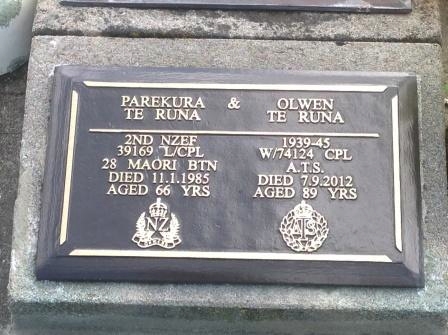 PAREKURA & OLWEN
TE RUNA TE RUNA
2ND NZEF
39169 L/CPL
28 MAORI BTN
DIED 11.1.1985
AGED 66 YRS
1939-45
W/74124 CPL
A.T.S.
DIED 7.9.2012
AGED 89 YRS
NZ
ATS